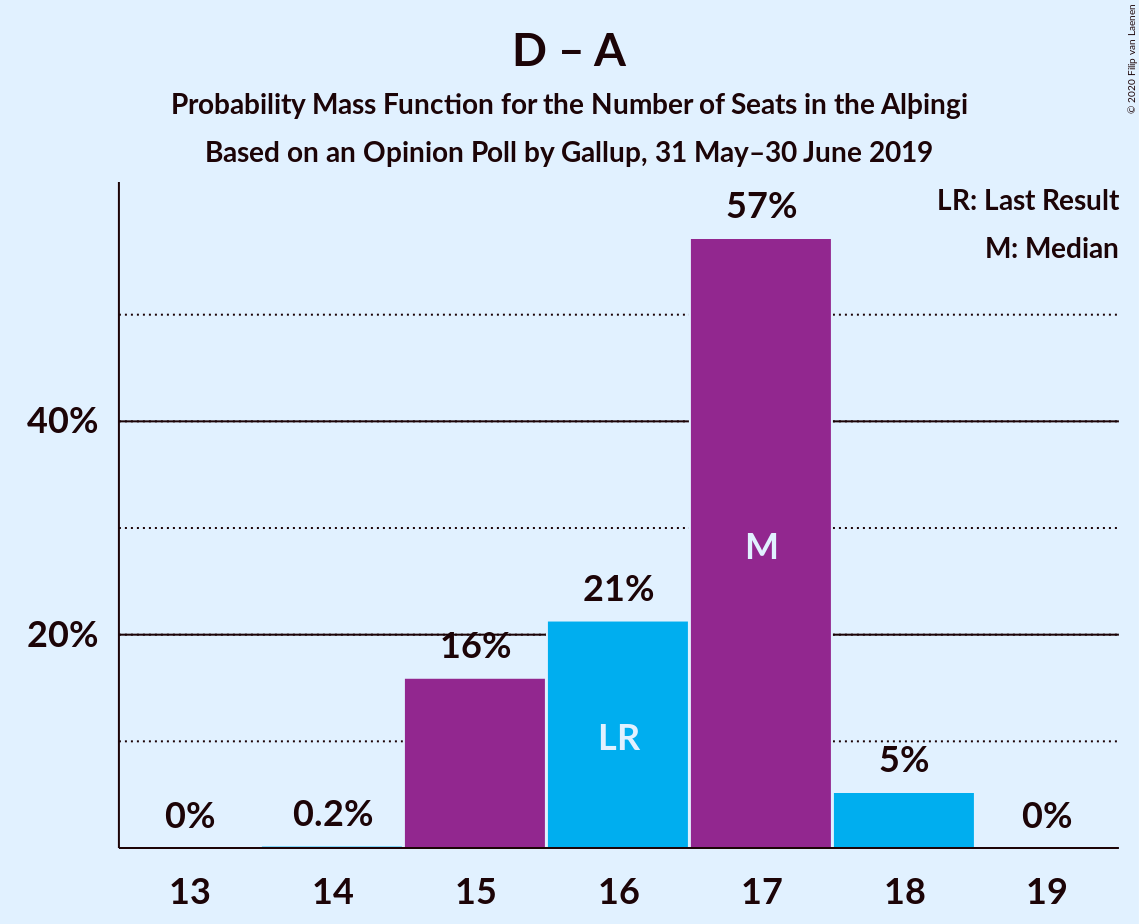 D – A
Probability Mass Function for the Number of Seats in the Alþingi
Based on an Opinion Poll by Gallup, 31 May–30 June 2019
© 2020 Filip van Laenen
LR: Last Result
M: Median
57%
40%
M
21%
20%
16%
LR
5%
0%
0.2%
0%
13 14 15 16 17 18 19